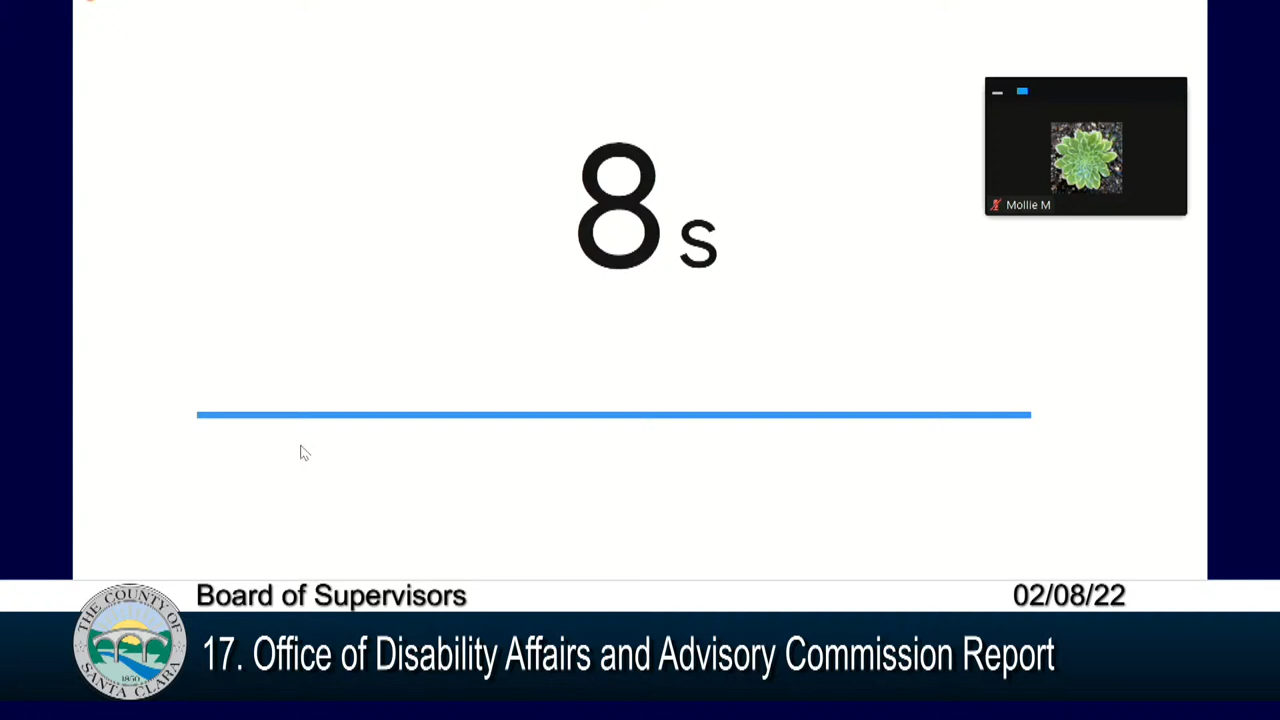 8 s
Mollie M
Board of Supervisors
02/08/22
THE COUNTY OF
SANTA CLARA
1850
17. Office of Disability Affairs and Advisory Commission Report